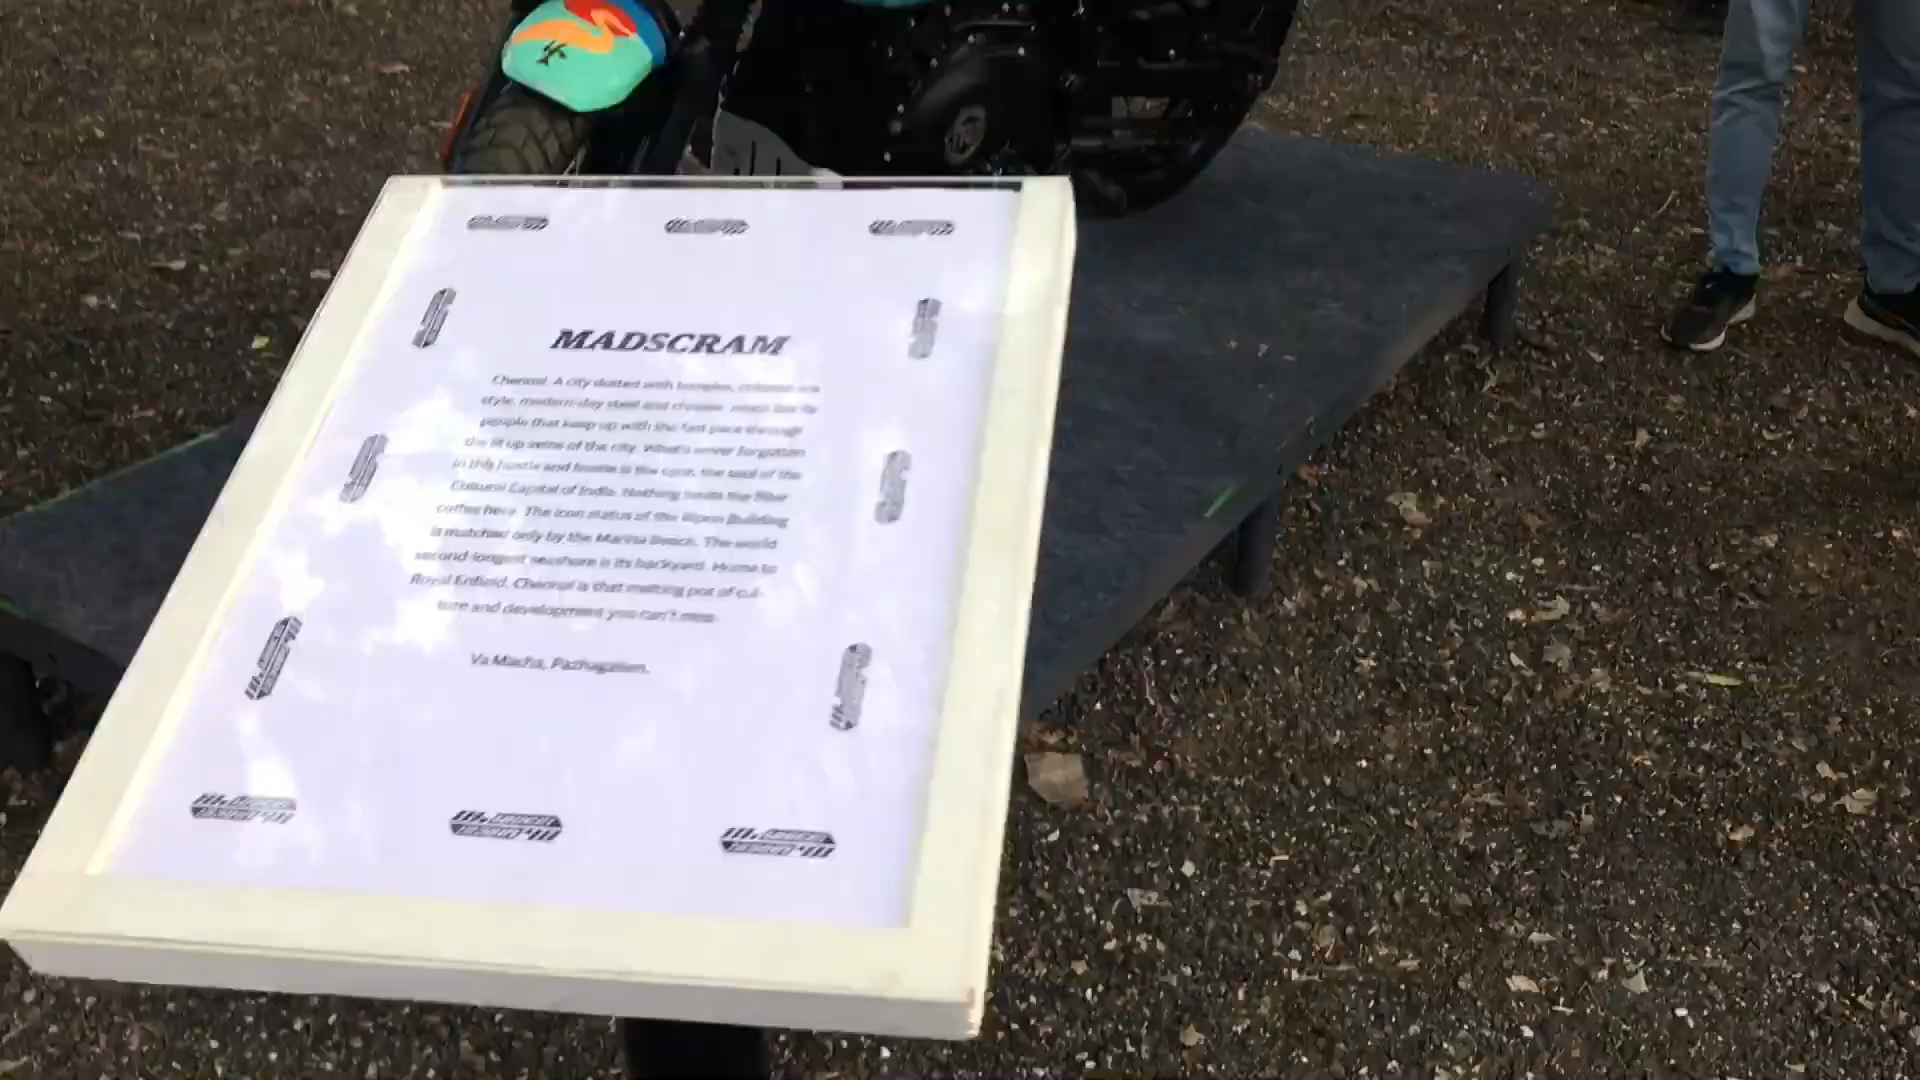 MADSCRAM
Chennai. A city dotted with temples, colonial era
style, modern-day steel and chrome
people that keep up with the fast pace through
the lit up veins of the city. What's never forgotten
in this hustle and bustle is the core, the soul of the
Cultural Capital of India. Nothing beats the filter
coffee here. The icon status of the Ripon Building
is matched only by the Marina Beach. The world
second-longest seashore is its backyard. Home to
Royal Enfield, Chennai is that melting pot of cul-
ture and development you can't miss.
Va Macha, Pazhagalam.